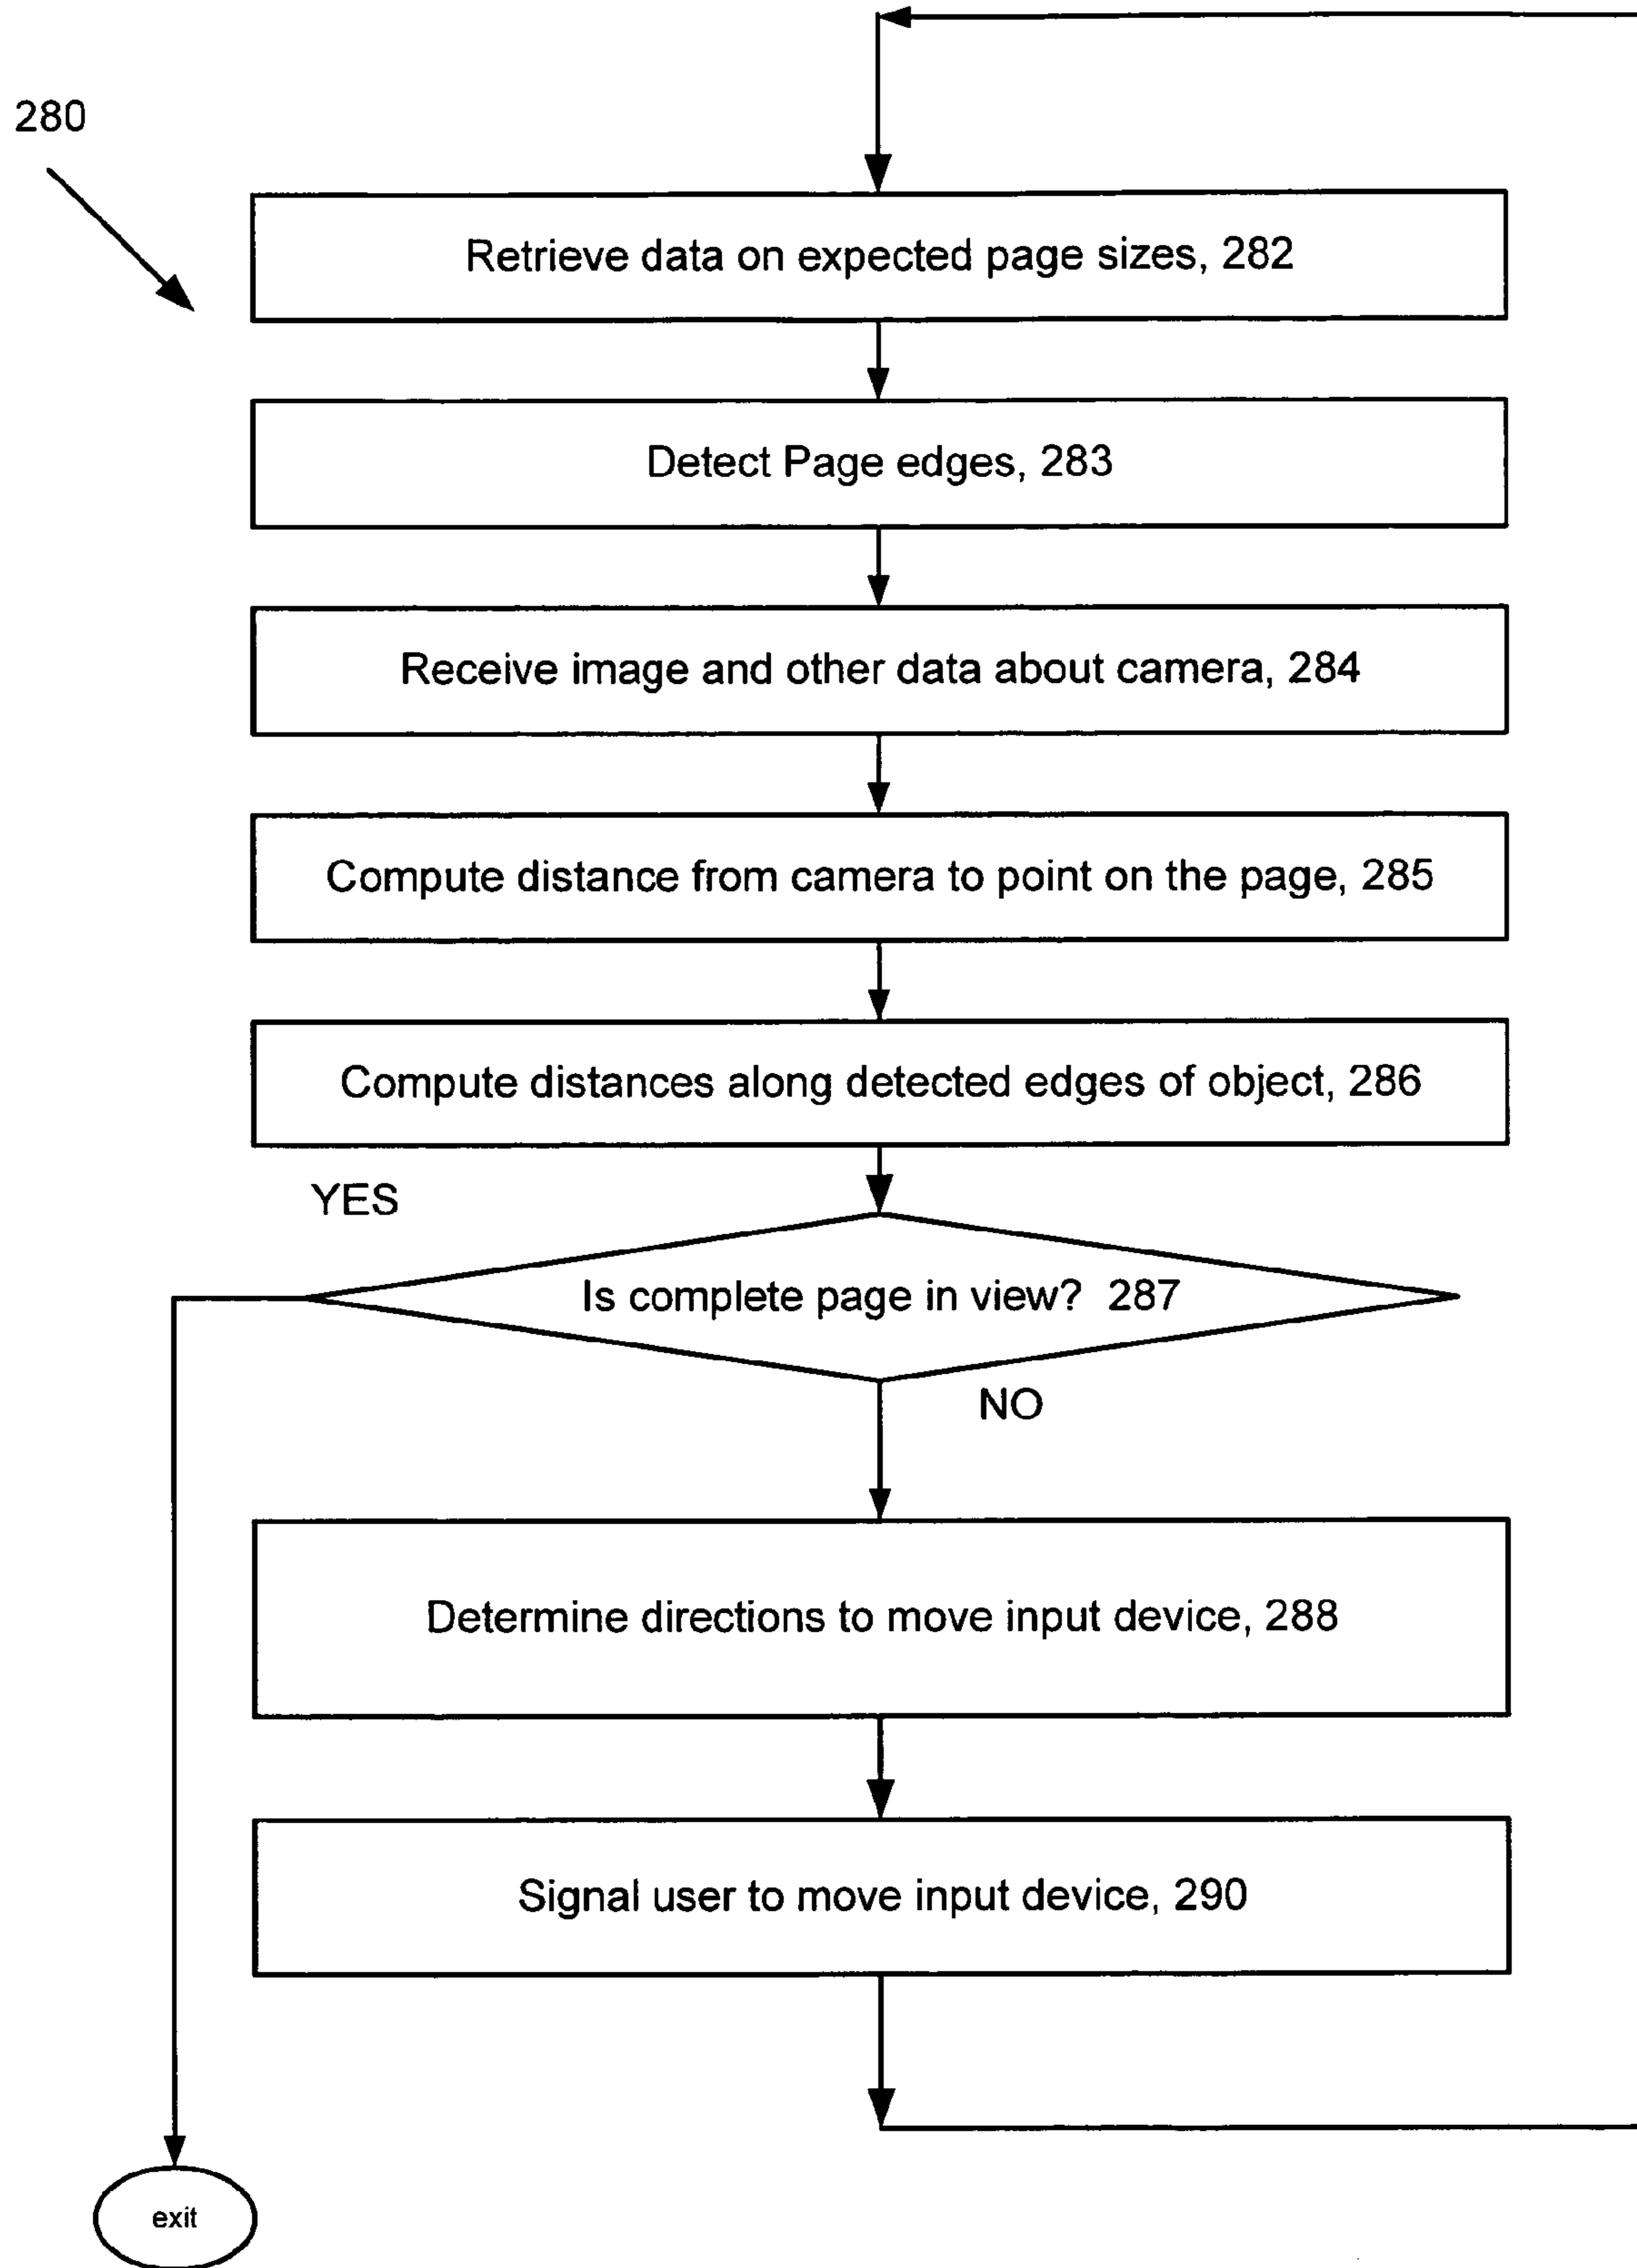 280
Retrieve data on expected page sizes, 282
Detect Page edges, 283
Receive image and other data about camera, 284
Compute distance from camera to point on the page, 285
Compute distances along detected edges of object, 286
YES
Is complete page in view? 287
NO
Determine directions to move input device, 288
Signal user to move input device, 290
exit